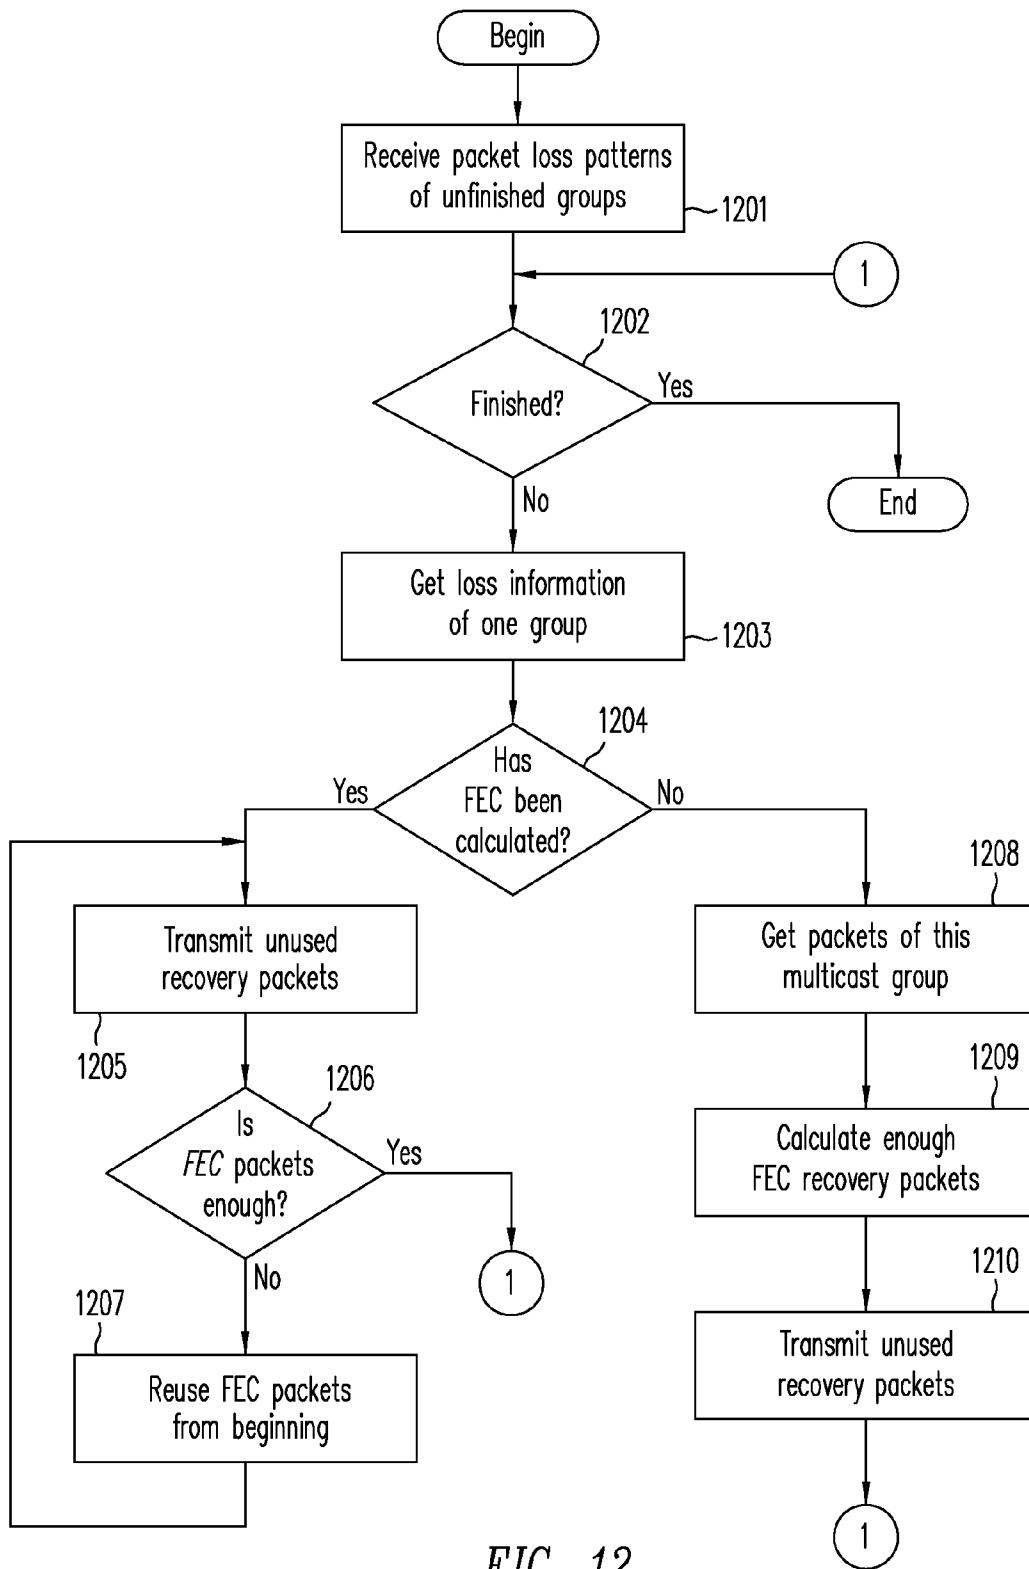 Begin
Receive packet loss patterns
of unfinished groups
1201
1
1202
Finished?
Yes
No
End
Get loss information
of one group
1203
1204
Has
FEC been
calculated?
Yes
No
Transmit unused
recovery packets
1205
1206
Is
FEC packets
enough?
Yes
No
1
1207
Reuse FEC packets
from beginning
1208
Get packets of this
multicast group
1209
Calculate enough
FEC recovery packets
1210
Transmit unused
recovery packets
1
FIG. 12